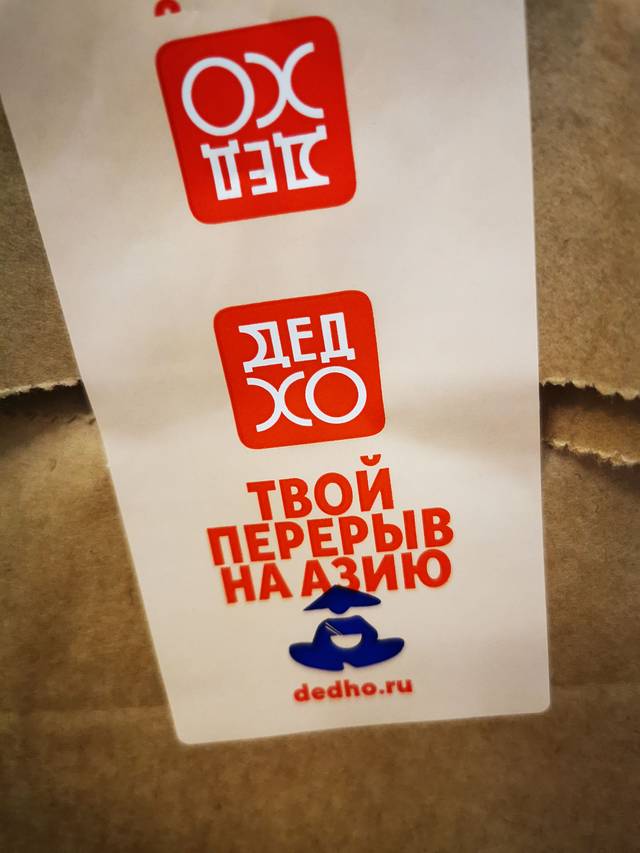 ДЕД
ХО
ДЕД
ХО
ТВОЙ
ПЕРЕРЫВ
НА АЗИЮ
dedho.ru